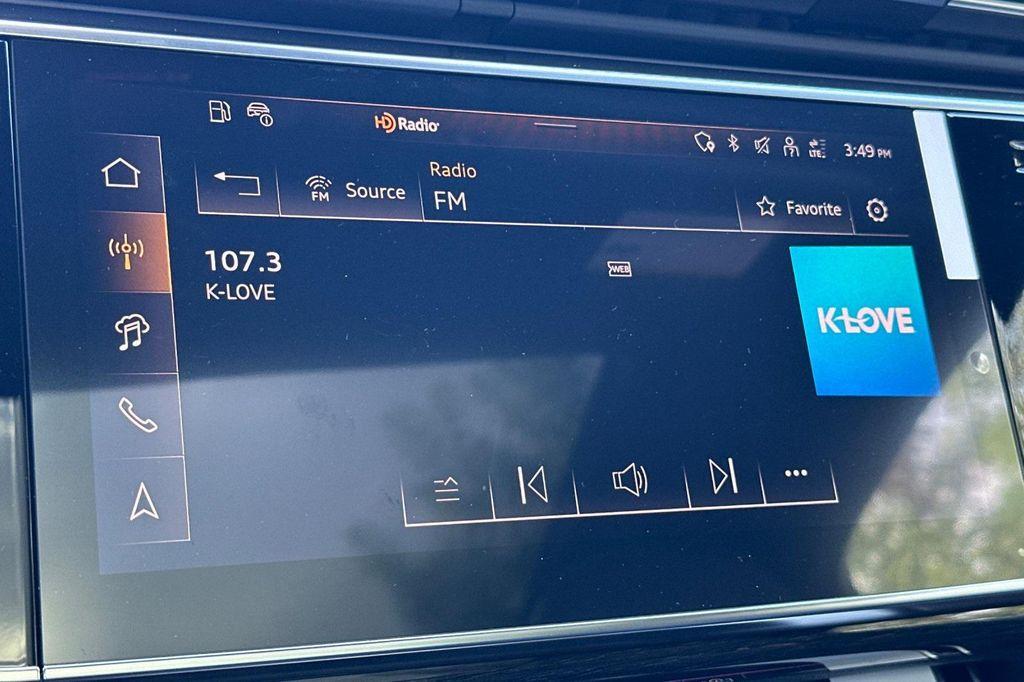 HD Radio
LTE
3:49 PM
FM
Source
Radio
FM
Favorite
107.3
K-LOVE
WEB
K-LOVE